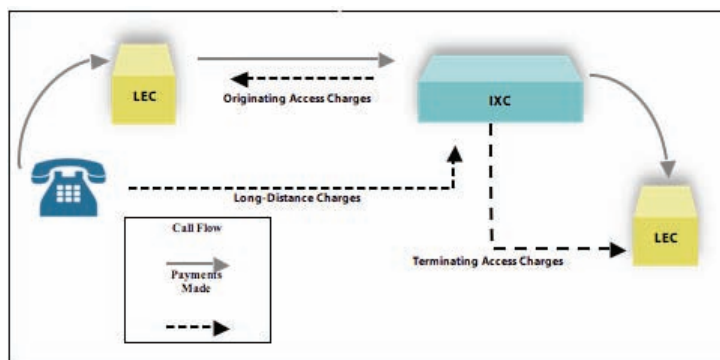 LEC
IXC
Originating Access Charges
Long-Distance Charges
LEC
Terminating Access Charges
Call Flow
Payments
Made